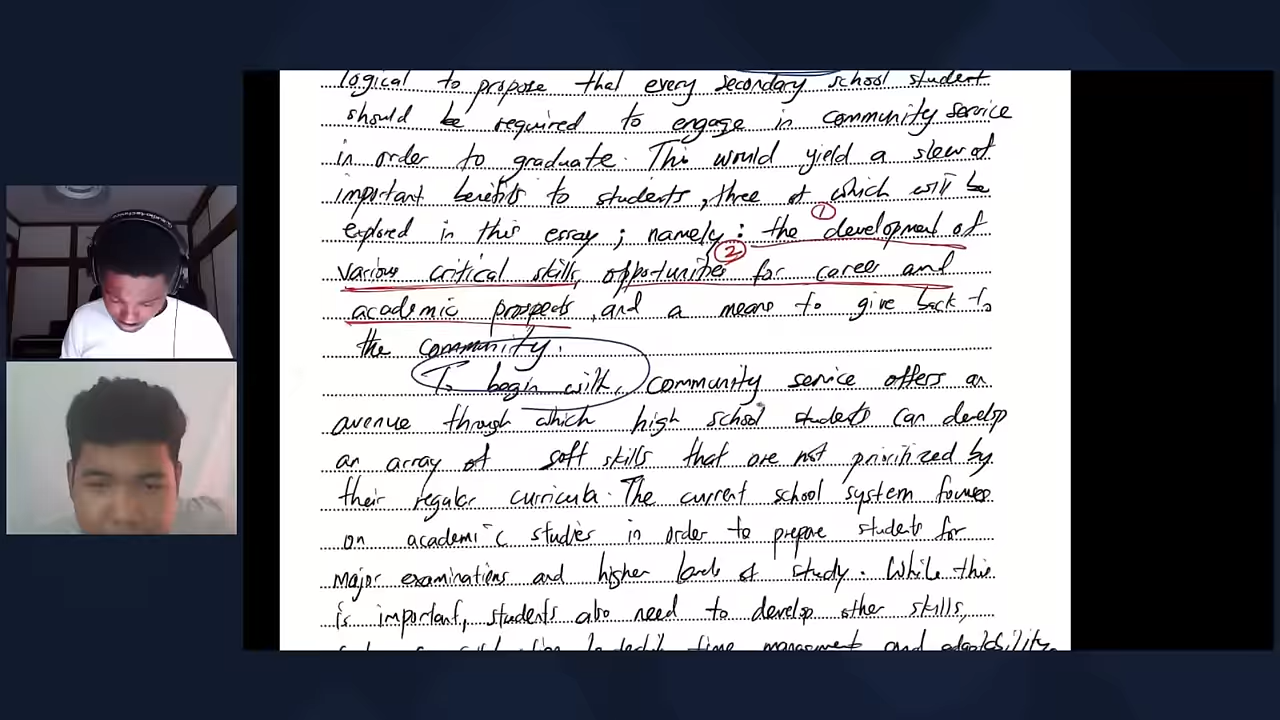 logical to propose that every secondary school student
should be required to engage in community service
in order to graduate. This would yield a slew of
important benefits to students, three of which will be
①
explored in this essay; namely: the development of
②
various critical skills, opportunities for career and
academic prospects, and a means to give back to
the community.
To begin with, community service offers an
avenue through which high school students can develop
an array of soft skills that are not prioritized by
their regular curricula. The current school system focuses
on academic studies in order to prepare students for
major examinations and higher levels of study. While this
is important, students also need to develop other skills,
time management and adaptability